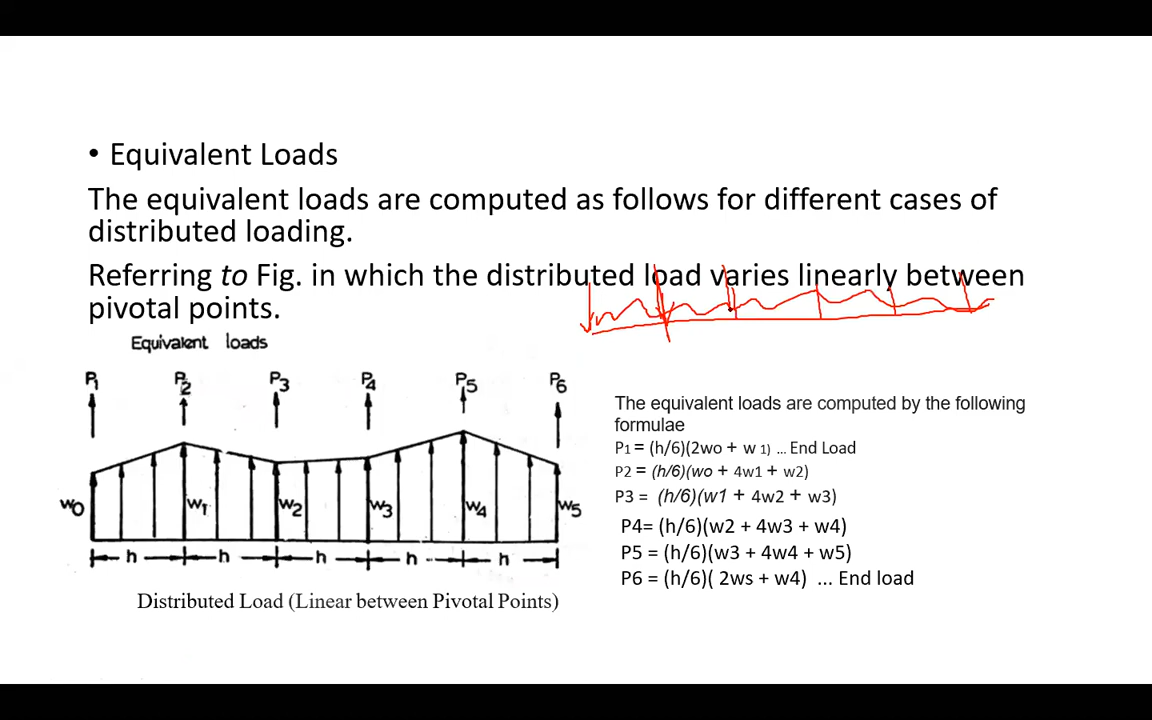 • Equivalent Loads
The equivalent loads are computed as follows for different cases of
distributed loading.
Referring to Fig. in which the distributed load varies linearly between
pivotal points.
Equivalent loads
P1 P2 P3 P4 P5 P6
w0 w1 w2 w3 w4 w5
h h h h h
Distributed Load (Linear between Pivotal Points)
The equivalent loads are computed by the following
formulae
P1 = (h/6)(2wo + w 1) ... End Load
P2 = (h/6)(wo + 4w1 + w2)
P3 = (h/6)(w1 + 4w2 + w3)
P4= (h/6)(w2 + 4w3 + w4)
P5 = (h/6)(w3 + 4w4 + w5)
P6 = (h/6)( 2ws + w4) ... End load